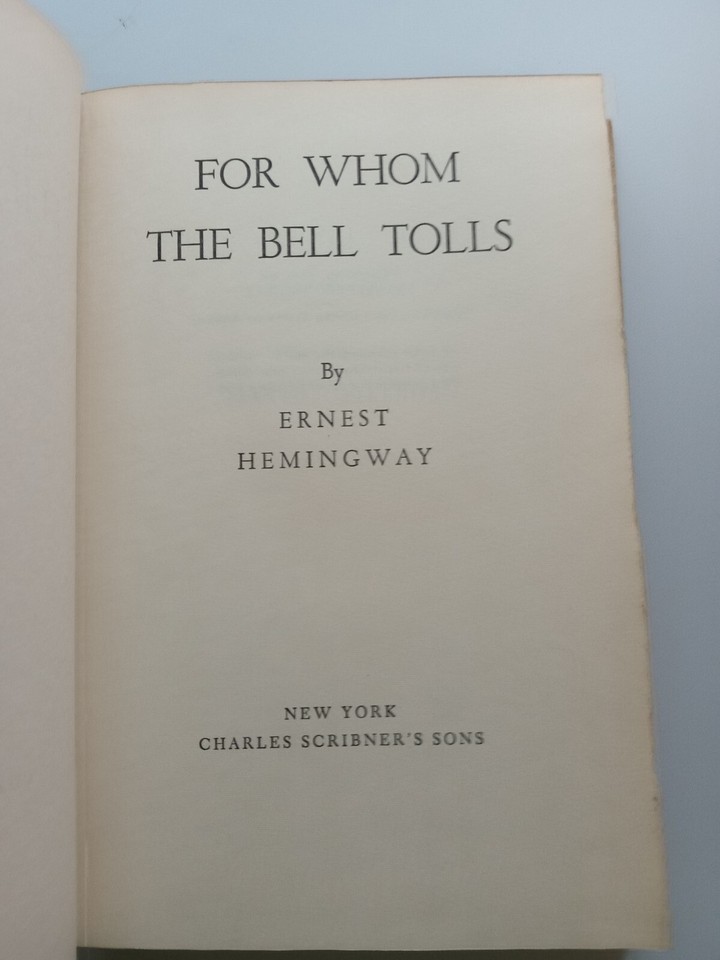 FOR WHOM
THE BELL TOLLS
By
ERNEST
HEMINGWAY
NEW YORK
CHARLES SCRIBNER'S SONS